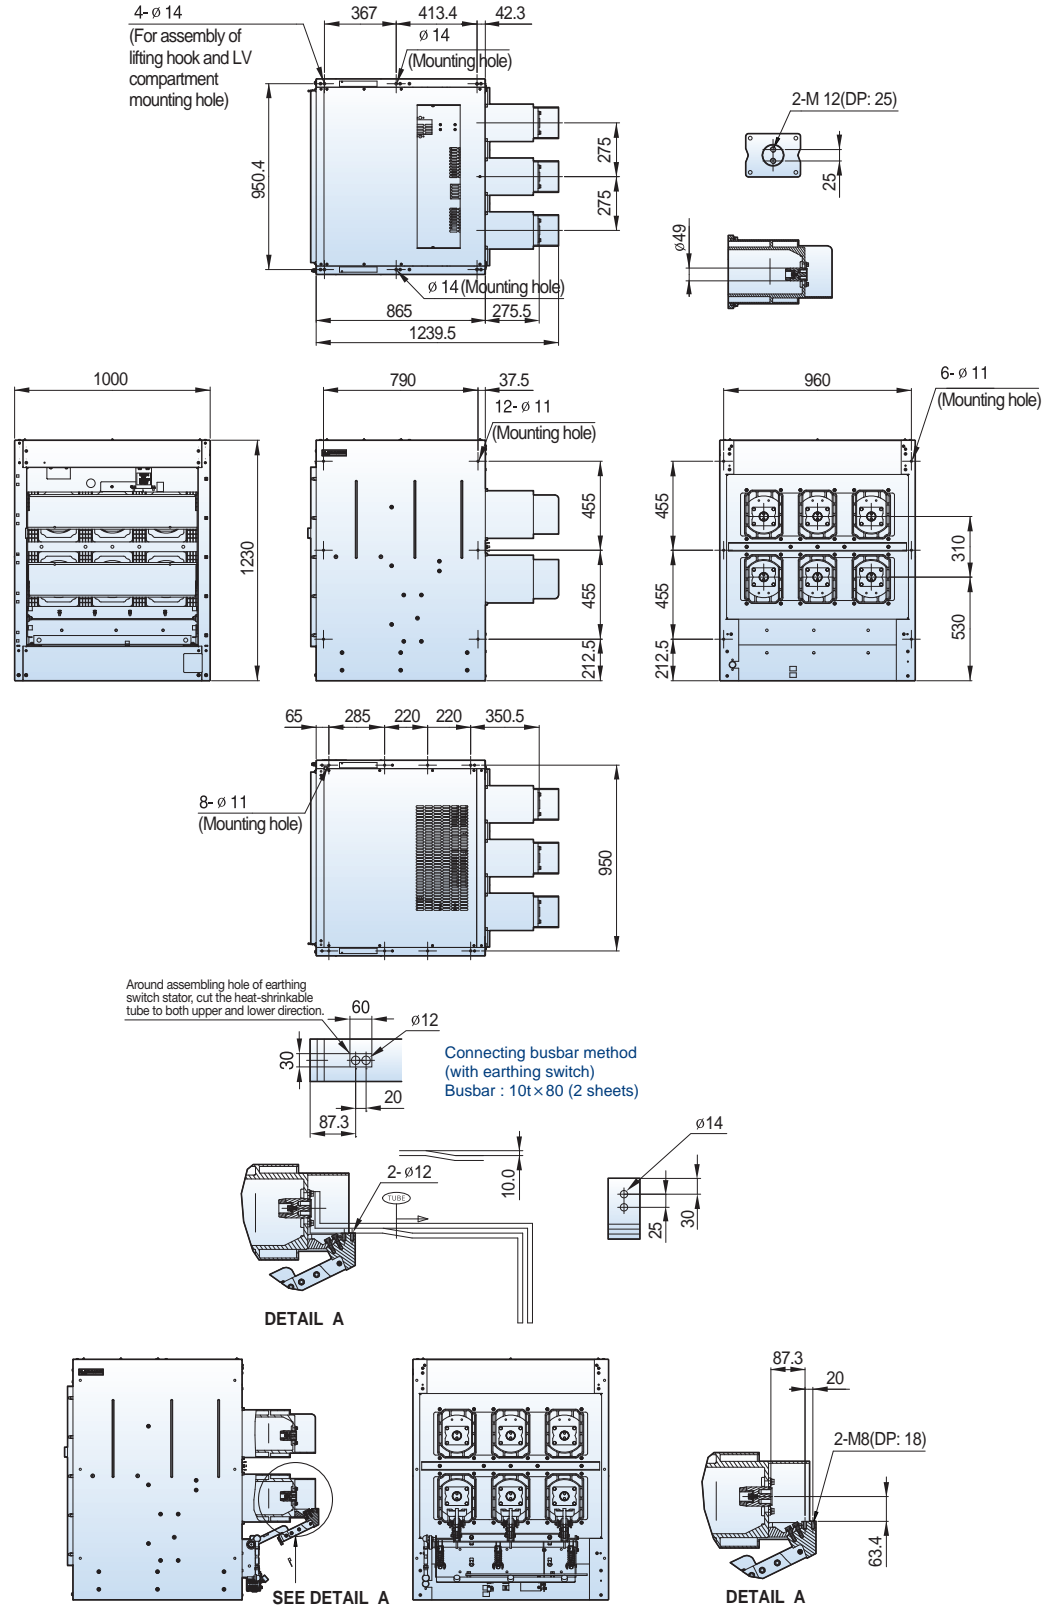 4- ø 14
(For assembly of
lifting hook and LV
compartment
mounting hole)
367
413.4
42.3
ø 14
(Mounting hole)
950.4
275
275
ø 14 (Mounting hole)
865
275.5
1239.5
2-M 12(DP: 25)
25
ø49
1000
1230
790
37.5
12- ø 11
(Mounting hole)
455
455
212.5
960
6- ø 11
(Mounting hole)
455
455
212.5
310
530
65
285
220
220
350.5
8- ø 11
(Mounting hole)
950
Around assembling hole of earthing
switch stator, cut the heat-shrinkable
tube to both upper and lower direction.
60
ø12
30
20
87.3
Connecting busbar method
(with earthing switch)
Busbar : 10t×80 (2 sheets)
10.0
2- ø12
TUBE
DETAIL A
ø14
25
30
SEE DETAIL A
87.3
20
2-M8(DP: 18)
63.4
DETAIL A